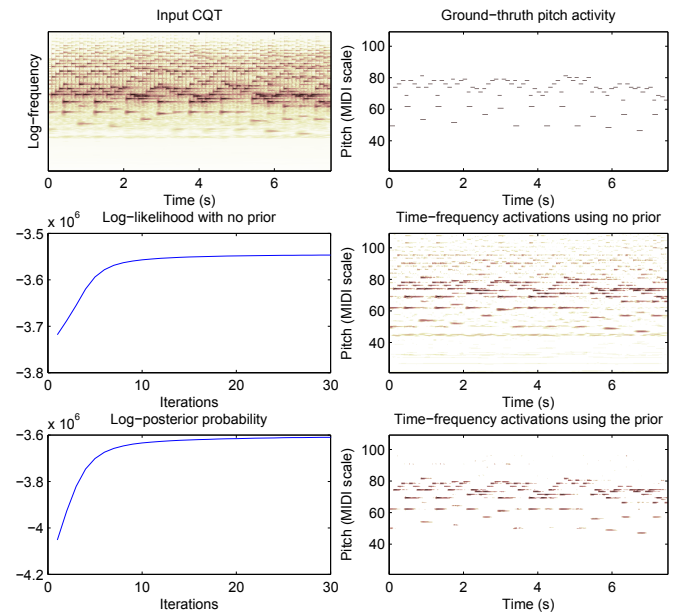 Input CQT
Log−frequency
0 2 4 6
Time (s)
Ground−thruth pitch activity
Pitch (MIDI scale)
100
80
60
40
0 2 4 6
Time (s)
Log−likelihood with no prior
x 10^6
−3.5
−3.6
−3.7
−3.8
0 10 20 30
Iterations
Time−frequency activations using no prior
Pitch (MIDI scale)
100
80
60
40
0 2 4 6
Time (s)
Log−posterior probability
x 10^6
−3.6
−3.8
−4
−4.2
0 10 20 30
Iterations
Time−frequency activations using the prior
Pitch (MIDI scale)
100
80
60
40
0 2 4 6
Time (s)